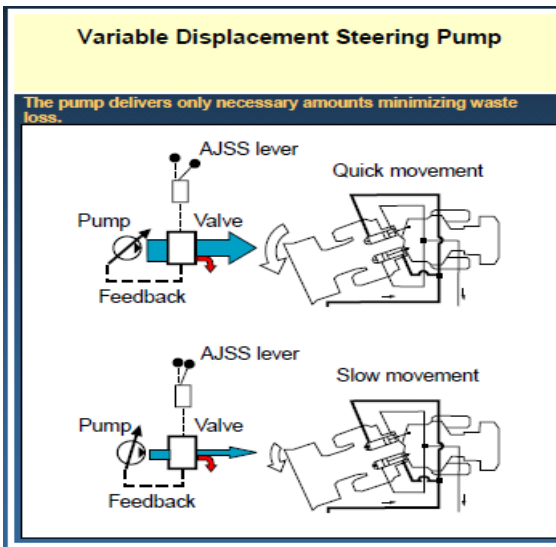 Variable Displacement Steering Pump
The pump delivers only necessary amounts minimizing waste
loss.
AJSS lever
Quick movement
Pump
Valve
Feedback
AJSS lever
Slow movement
Pump
Valve
Feedback